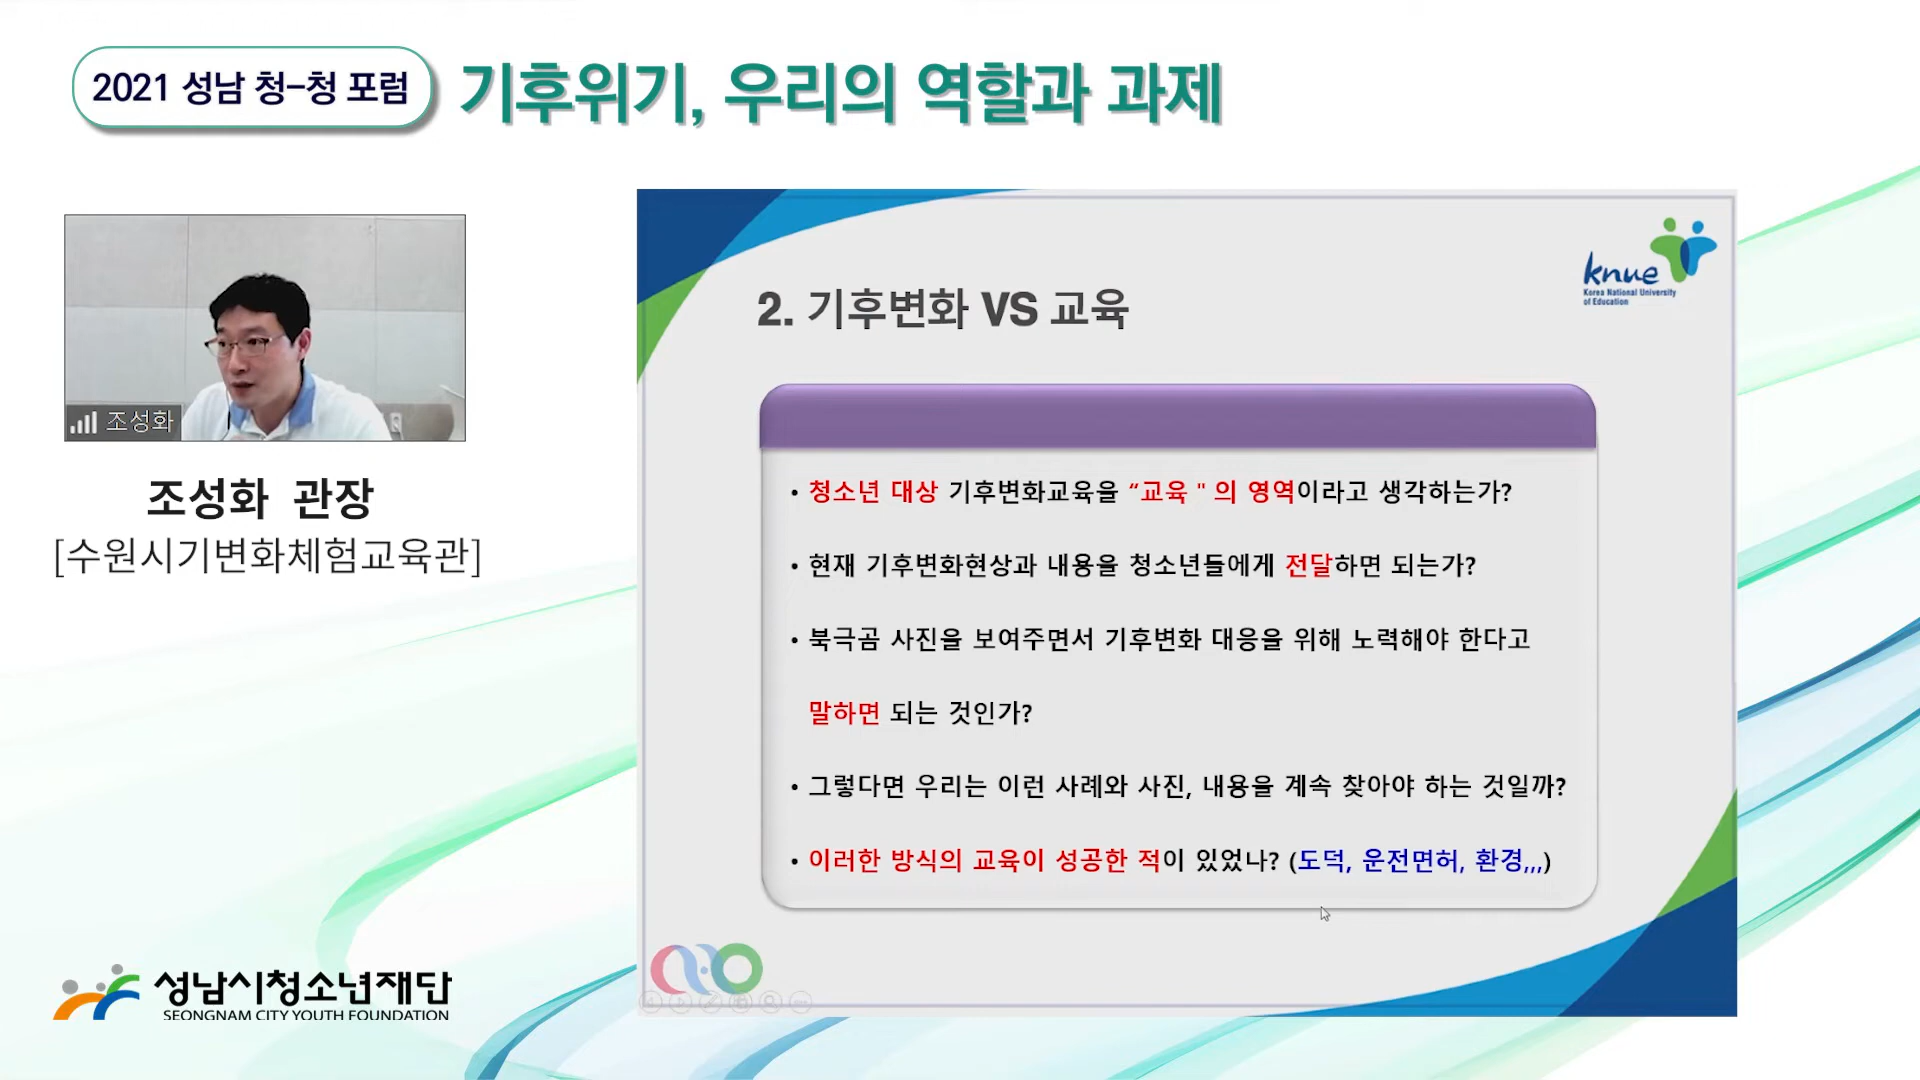 2021 성남 청-청 포럼
기후위기, 우리의 역할과 과제
조성화
조성화 관장
[수원시기변화체험교육관]
knue
Korea National University
of Education
2. 기후변화 VS 교육
• 청소년 대상 기후변화교육을 “교육 " 의 영역이라고 생각하는가?
• 현재 기후변화현상과 내용을 청소년들에게 전달하면 되는가?
• 북극곰 사진을 보여주면서 기후변화 대응을 위해 노력해야 한다고
말하면 되는 것인가?
• 그렇다면 우리는 이런 사례와 사진, 내용을 계속 찾아야 하는 것일까?
• 이러한 방식의 교육이 성공한 적이 있었나? (도덕, 운전면허, 환경,,,)
성남시청소년재단
SEONGNAM CITY YOUTH FOUNDATION